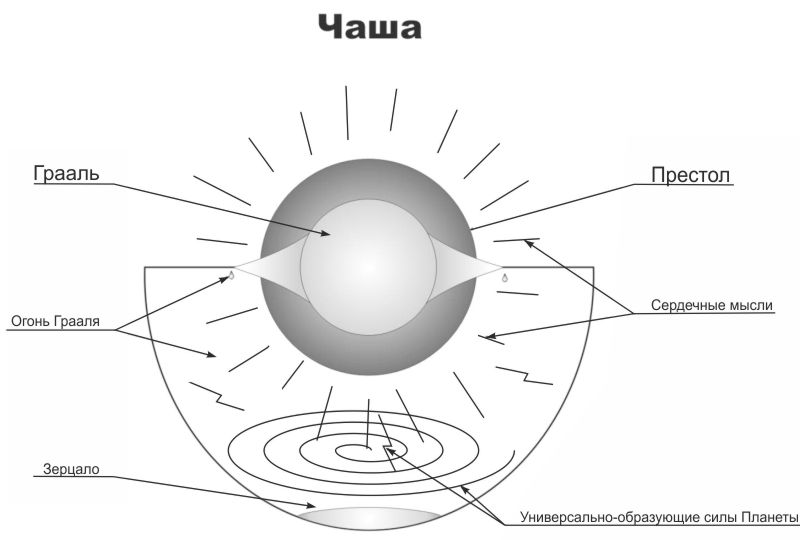 Чаша
Грааль
Престол
Сердечные мысли
Огонь Грааля
Зерцало
Универсально-образующие силы Планеты